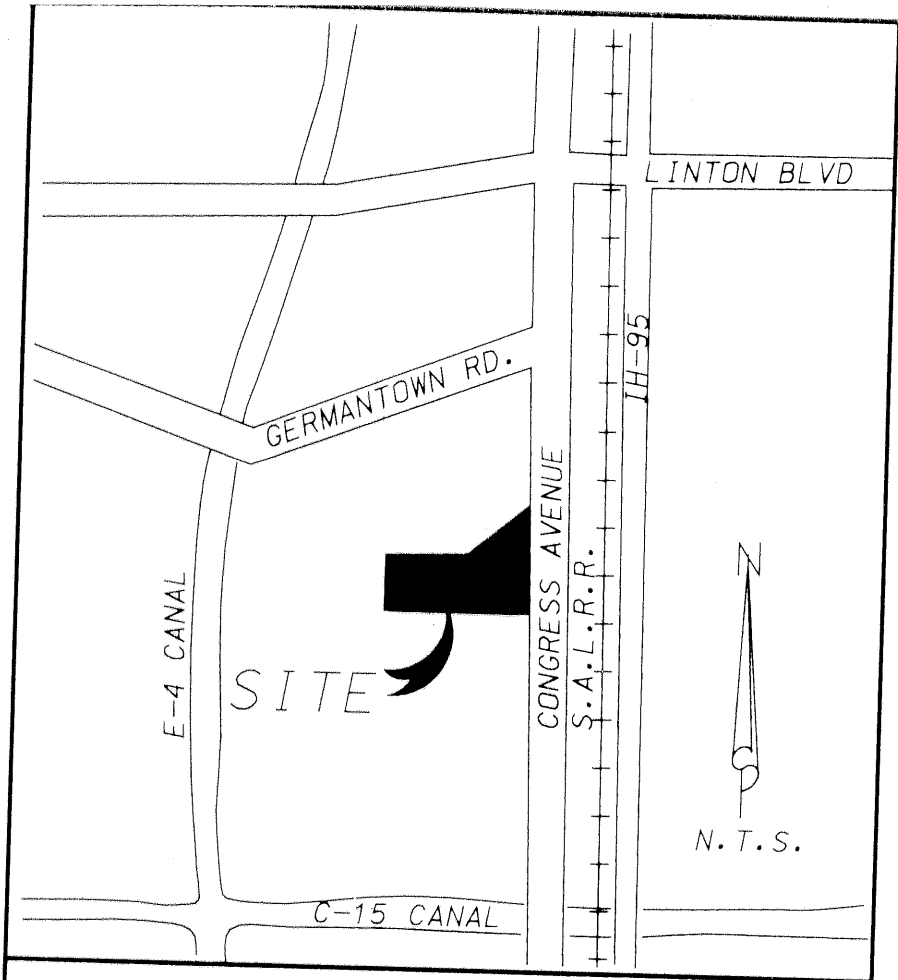 LINTON BLVD
IH-95
GERMANTOWN RD.
CONGRESS AVENUE
S.A.L.R.R.
N
E-4 CANAL
SITE
N.T.S.
C-15 CANAL